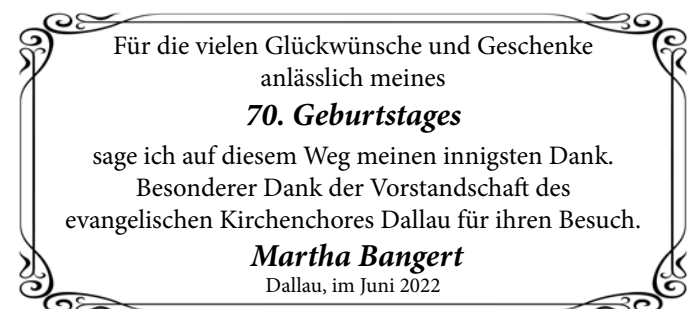 Für die vielen Glückwünsche und Geschenke
anlässlich meines
70. Geburtstages
sage ich auf diesem Weg meinen innigsten Dank.
Besonderer Dank der Vorstandschaft des
evangelischen Kirchenchores Dallau für ihren Besuch.
Martha Bangert
Dallau, im Juni 2022